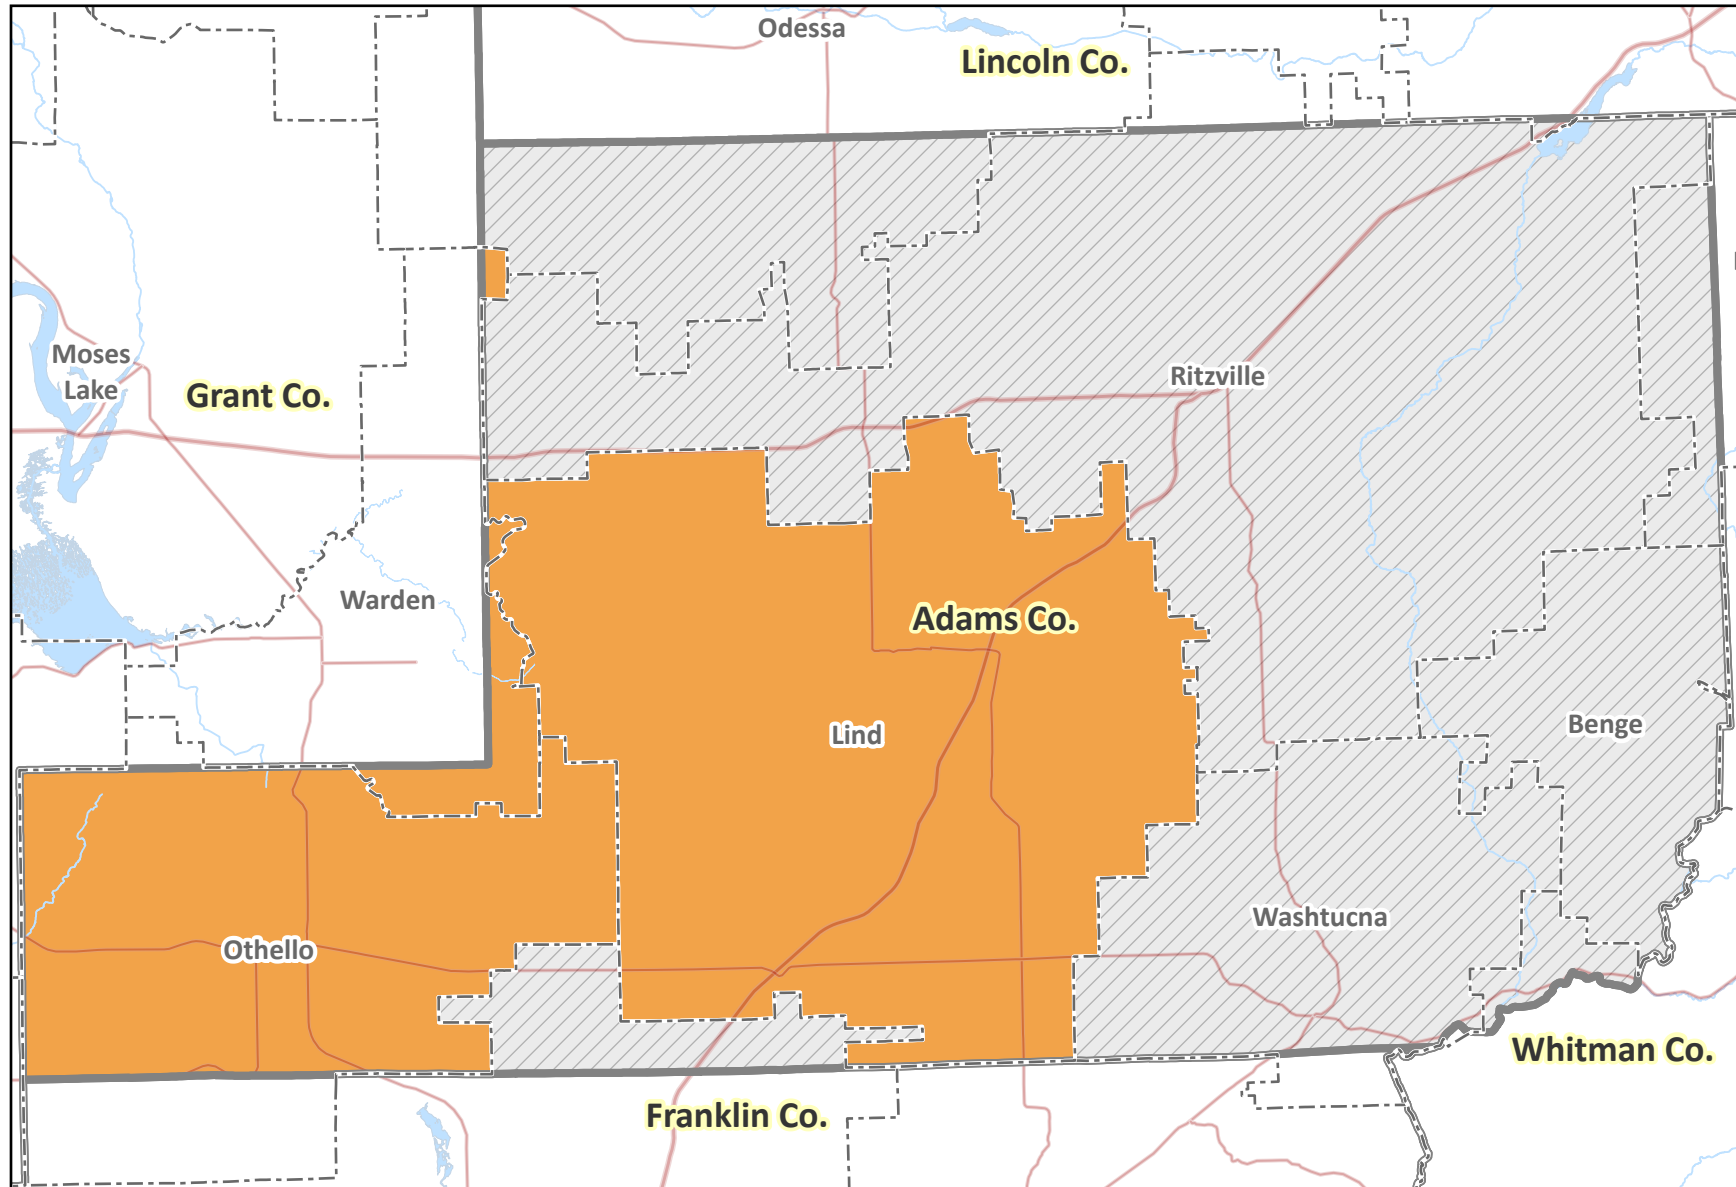 Odessa
Lincoln Co.
Moses
Lake
Grant Co.
Ritzville
Warden
Adams Co.
Lind
Benge
Othello
Washtucna
Whitman Co.
Franklin Co.